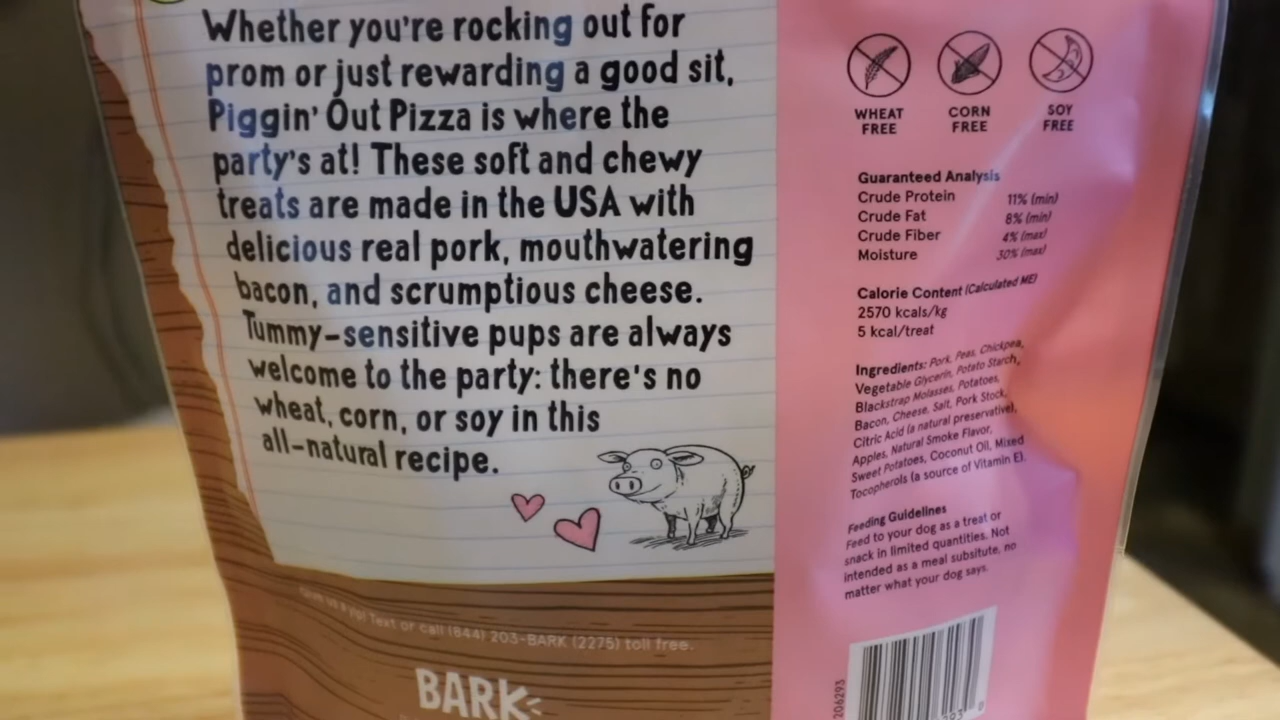 Whether you're rocking out for
prom or just rewarding a good sit,
Piggin' Out Pizza is where the
party's at! These soft and chewy
treats are made in the USA with
delicious real pork, mouthwatering
bacon, and scrumptious cheese.
Tummy-sensitive pups are always
welcome to the party: there's no
wheat, corn, or soy in this
all-natural recipe.
Give us a yip! Text or call (844) 203-BARK (2275) toll free.
BARK
WHEAT FREE
CORN FREE
SOY FREE
Guaranteed Analysis
Crude Protein 11% (min)
Crude Fat 8% (min)
Crude Fiber 4% (max)
Moisture 30% (max)
Calorie Content (Calculated ME)
2570 kcals/kg
5 kcal/treat
Ingredients: Pork, Peas, Chickpea,
Vegetable Glycerin, Potato Starch,
Blackstrap Molasses, Potatoes,
Bacon, Cheese, Salt, Pork Stock,
Citric Acid (a natural preservative),
Apples, Natural Smoke Flavor,
Sweet Potatoes, Coconut Oil, Mixed
Tocopherols (a source of Vitamin E).
Feeding Guidelines
Feed to your dog as a treat or
snack in limited quantities. Not
intended as a meal subsitute, no
matter what your dog says.
206293